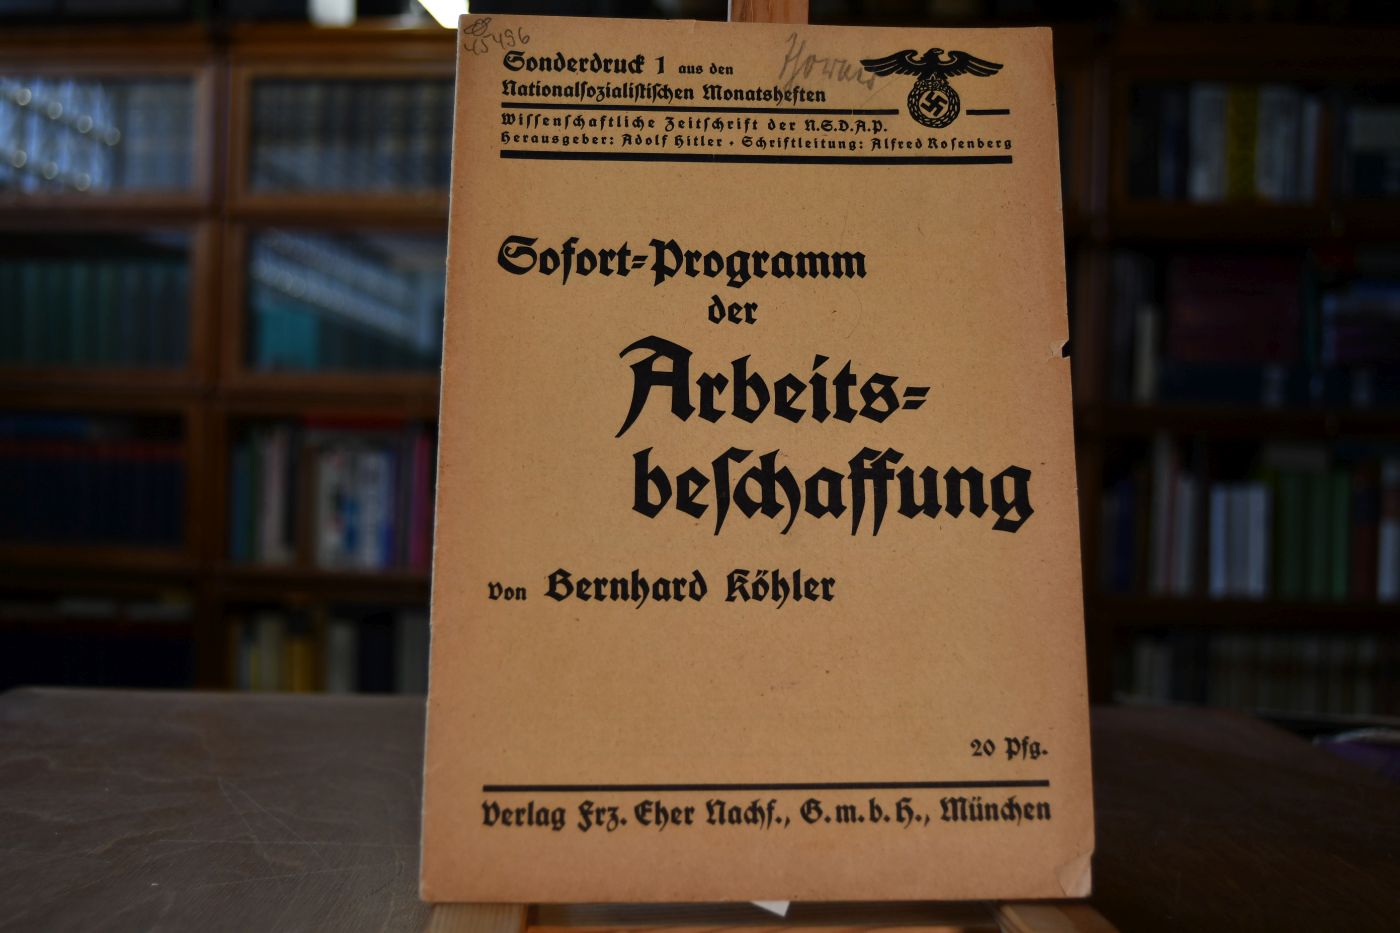 45496
Sonderdruck 1 aus den
Nationalsozialistischen Monatsheften
Wissenschaftliche Zeitschrift der N.S.D.A.P.
Herausgeber: Adolf Hitler · Schriftleitung: Alfred Rosenberg
Sofort=Programm
der
Arbeits=
beschaffung
Von Bernhard Köhler
20 Pfg.
Verlag Frz. Eher Nachf., G.m.b.H., München